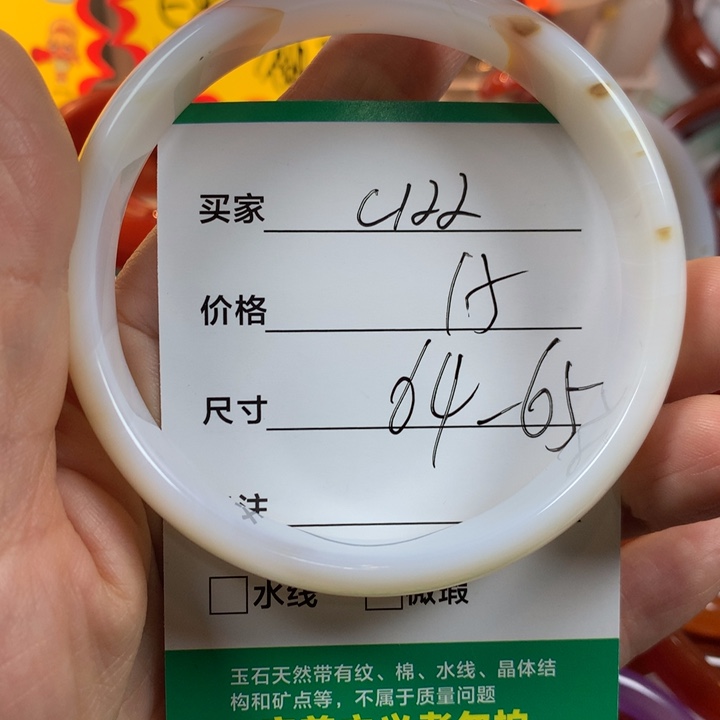 买家 C122
价格 15
尺寸 64-65
注
水线 微瑕
玉石天然带有纹、棉、水线、晶体结
构和矿点等，不属于质量问题